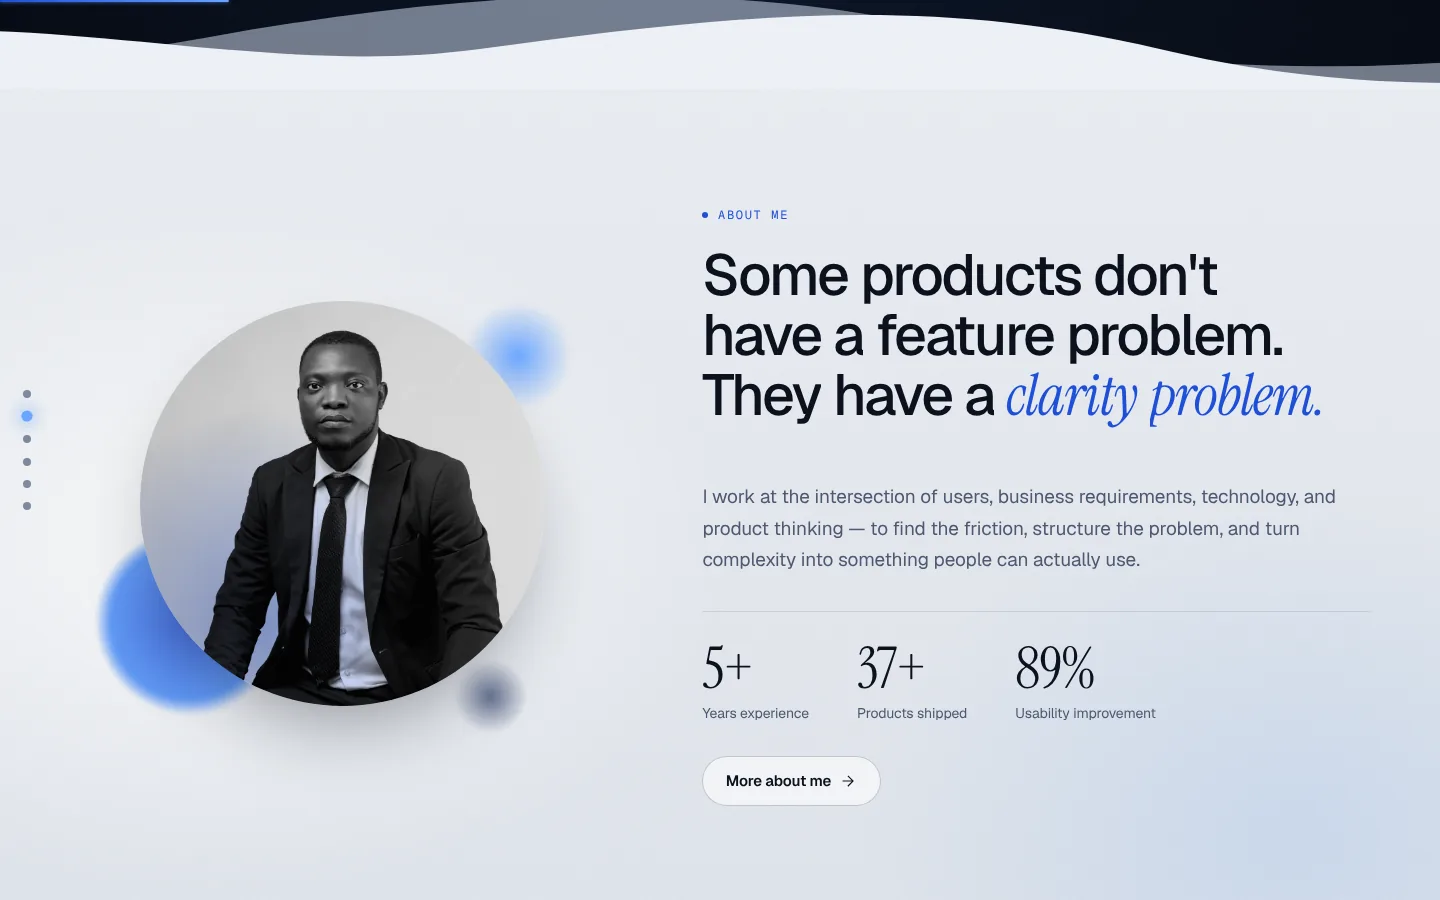 ABOUT ME
Some products don't
have a feature problem.
They have a clarity problem.
I work at the intersection of users, business requirements, technology, and
product thinking — to find the friction, structure the problem, and turn
complexity into something people can actually use.
5+
Years experience
37+
Products shipped
89%
Usability improvement
More about me →